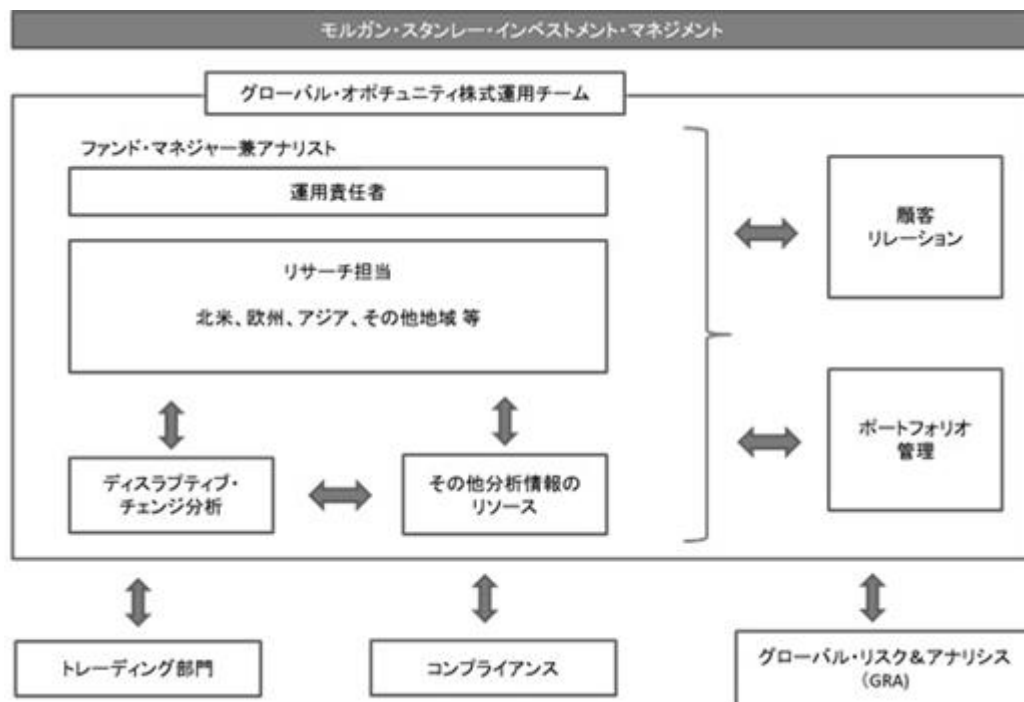 モルガン・スタンレー・インベストメント・マネジメント
グローバル・オポチュニティ株式運用チーム
ファンド・マネジャー兼アナリスト
運用責任者
リサーチ担当
北米、欧州、アジア、その他地域 等
ディスラプティブ・
チェンジ分析
その他分析情報の
リソース
顧客
リレーション
ポートフォリオ
管理
トレーディング部門
コンプライアンス
グローバル・リスク&アナリシス
(GRA)